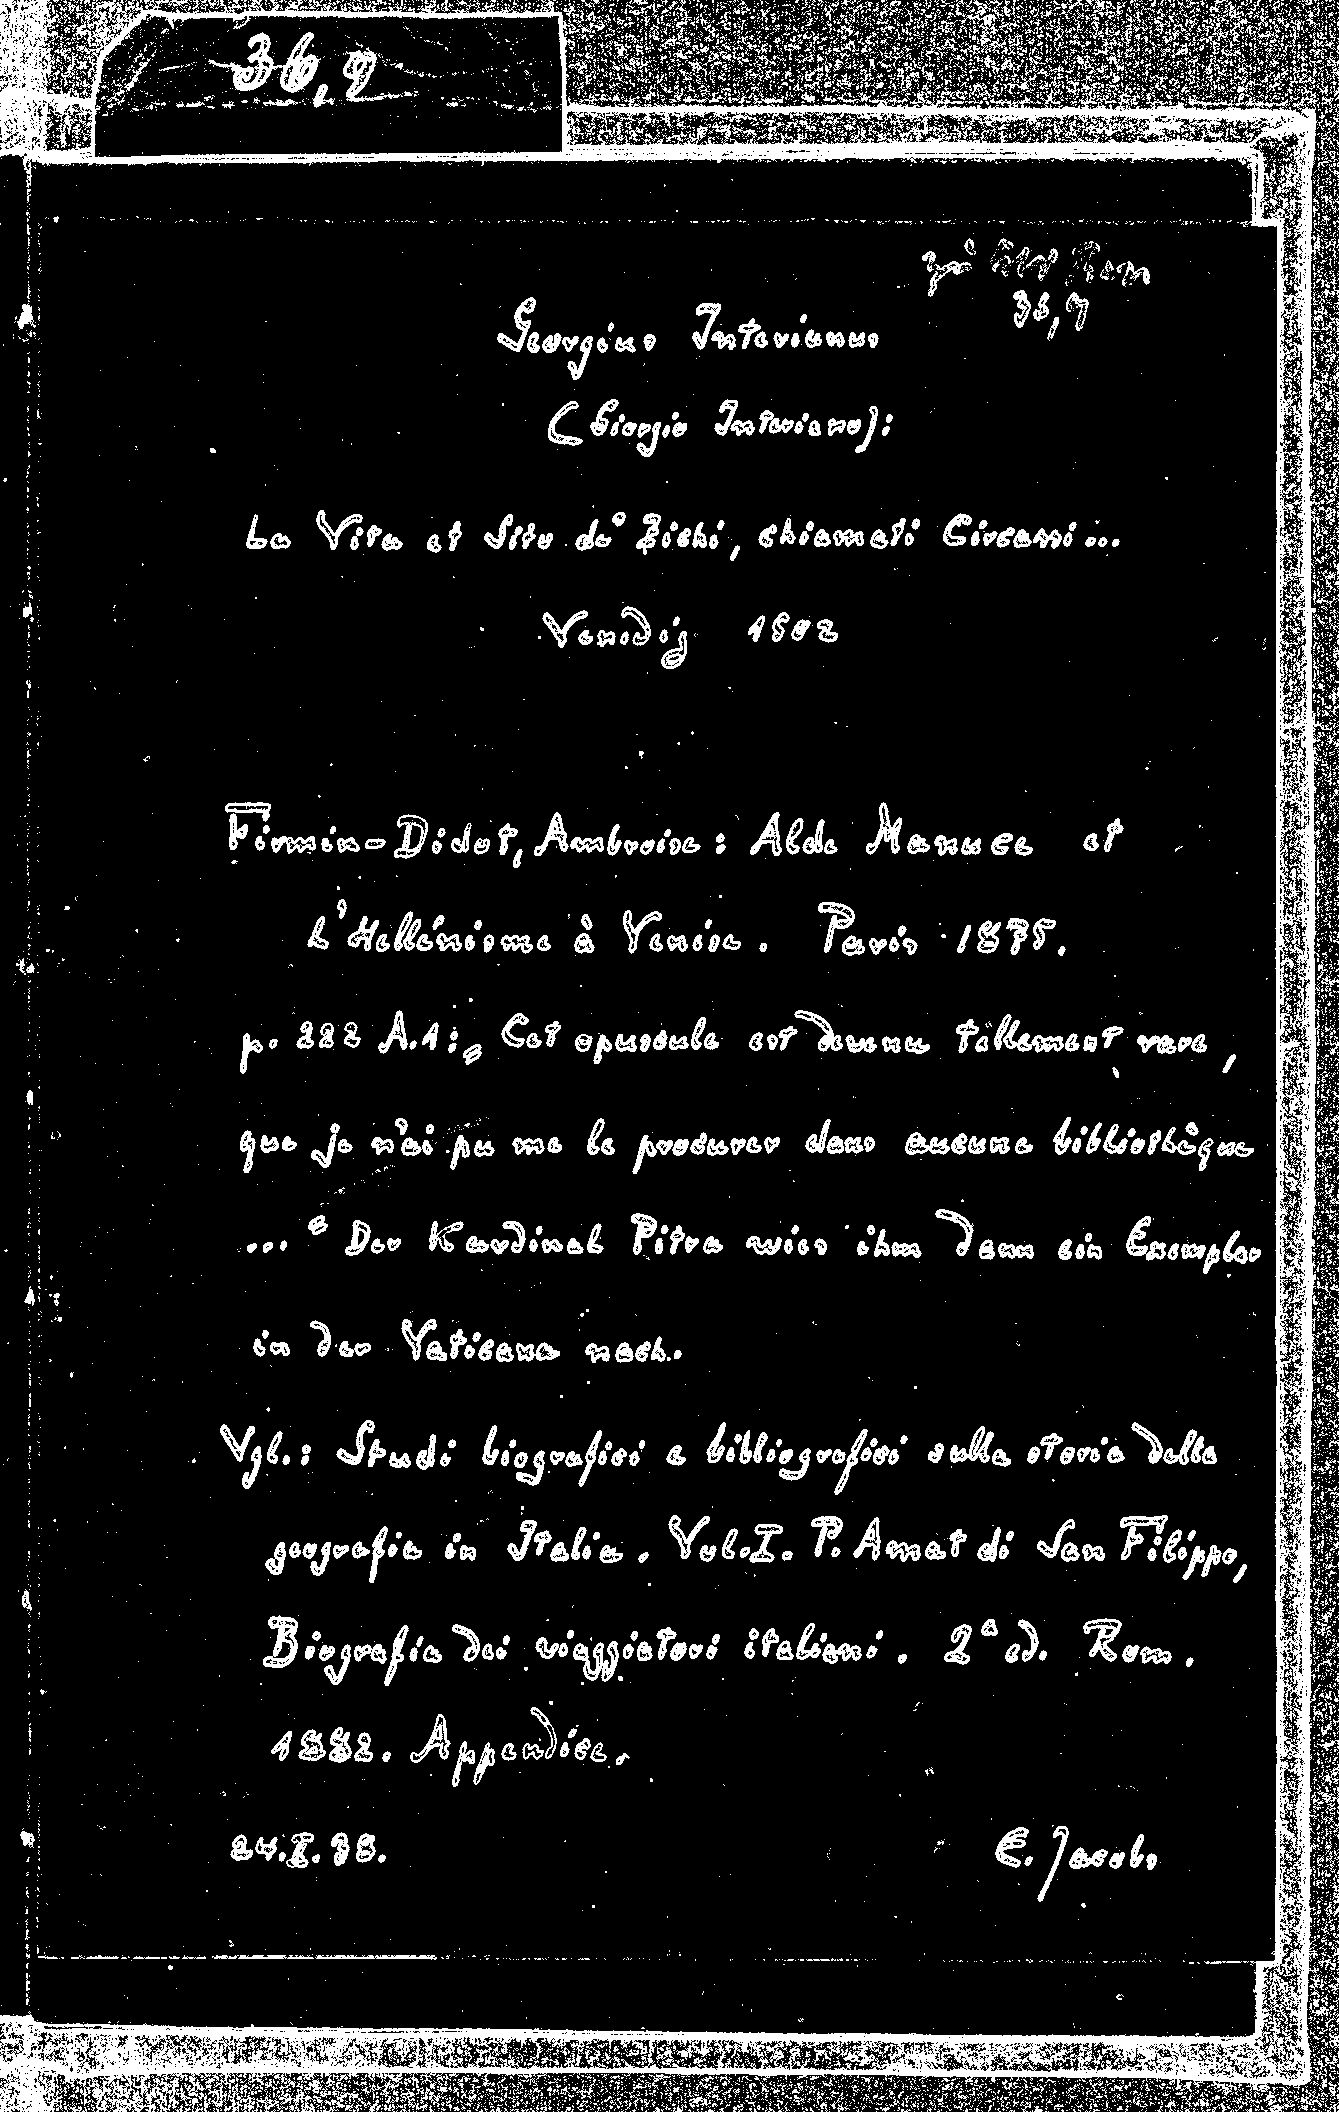 36,9
36,9
Georgius Interianus
(Giorgio Interiano):
La Vita et Sito de' Zichi, chiamati Circassi ...
Venedig 1502
Firmin-Didot, Ambroise: Alde Manuce et
L'Hellénisme à Venise. Paris 1875.
p. 222 A.1: „Cet opuscule est devenu tellement rare,
que je n'ai pu me le procurer dans aucune bibliothèque
..." Der Kardinal Pitra wies ihm dann ein Exemplar
in der Vaticana nach.
Vgl.: Studi biografici e bibliografici sulla storia della
geografia in Italia. Vol. I. P. Amat di San Filippo,
Biografia dei viaggiatori italiani. 2ª ed. Rom.
1882. Appendice.
24.I.38. E. Jacobs